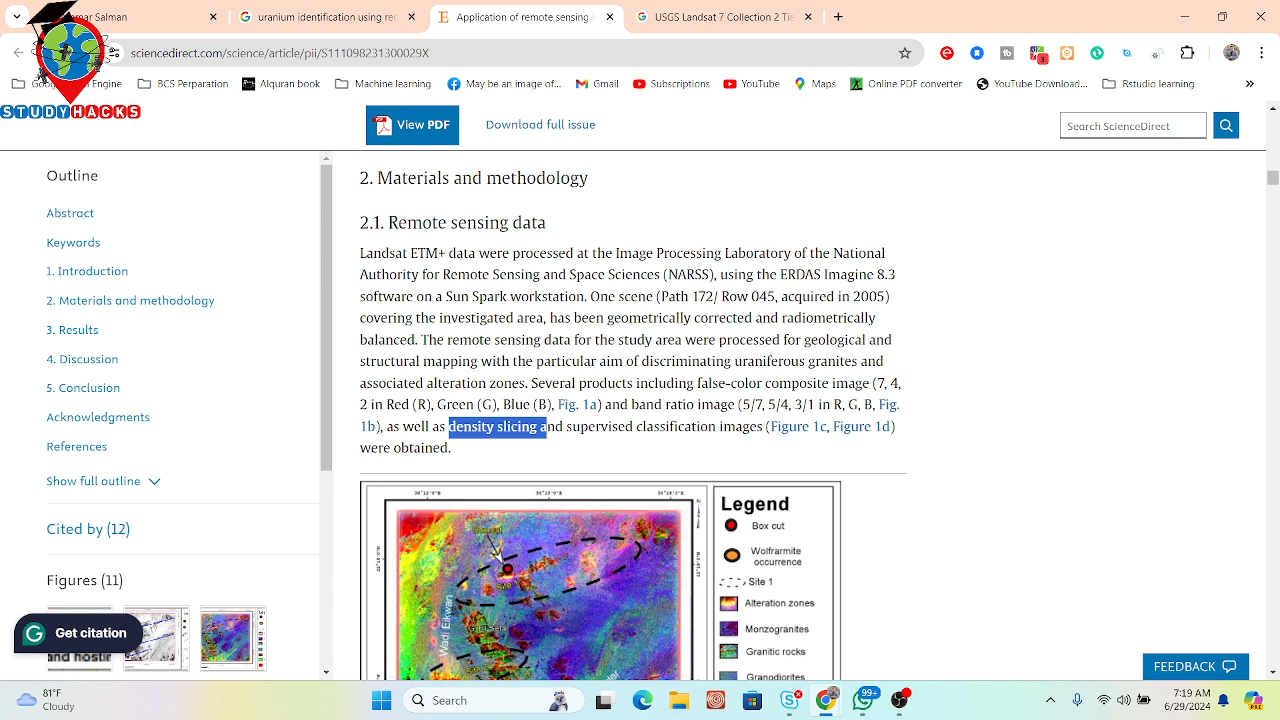 ar Salman
uranium identification using rem
Application of remote sensing i
USGS Landsat 7 Collection 2 Tie
sciencedirect.com/science/article/pii/S111098231300029X
Engine
RCS Perparation
Alquranbook
Machine learning
May be an image of...
Gmail
Subscriptions
YouTube
Maps
Online PDF converter
YouTube Download...
Rstudio learning
STUDYHACKS
View PDF
Download full issue
Search ScienceDirect
Outline
Abstract
Keywords
1. Introduction
2. Materials and methodology
3. Results
4. Discussion
5. Conclusion
Acknowledgments
References
Show full outline
Cited by (12)
Figures (11)
Get citation
and hostin
2. Materials and methodology
2.1. Remote sensing data
Landsat ETM+ data were processed at the Image Processing Laboratory of the National
Authority for Remote Sensing and Space Sciences (NARSS), using the ERDAS Imagine 8.3
software on a Sun Spark workstation. One scene (Path 172/ Row 045, acquired in 2005)
covering the investigated area, has been geometrically corrected and radiometrically
balanced. The remote sensing data for the study area were processed for geological and
structural mapping with the particular aim of discriminating uraniferous granites and
associated alteration zones. Several products including false-color composite image (7, 4,
2 in Red (R), Green (G), Blue (B), Fig. 1a) and band ratio image (5/7, 5/4, 3/1 in R, G, B, Fig.
1b), as well as density slicing and supervised classification images (Figure 1c, Figure 1d)
were obtained.
Legend
Box cut
Wolfrarmite
occurrence
Site 1
Alteration zones
Monzogranites
Granitic rocks
Granodiorites
Wadi Elkwan
FEEDBACK
81°F
Cloudy
Search
99+
7:19 AM
6/29/2024